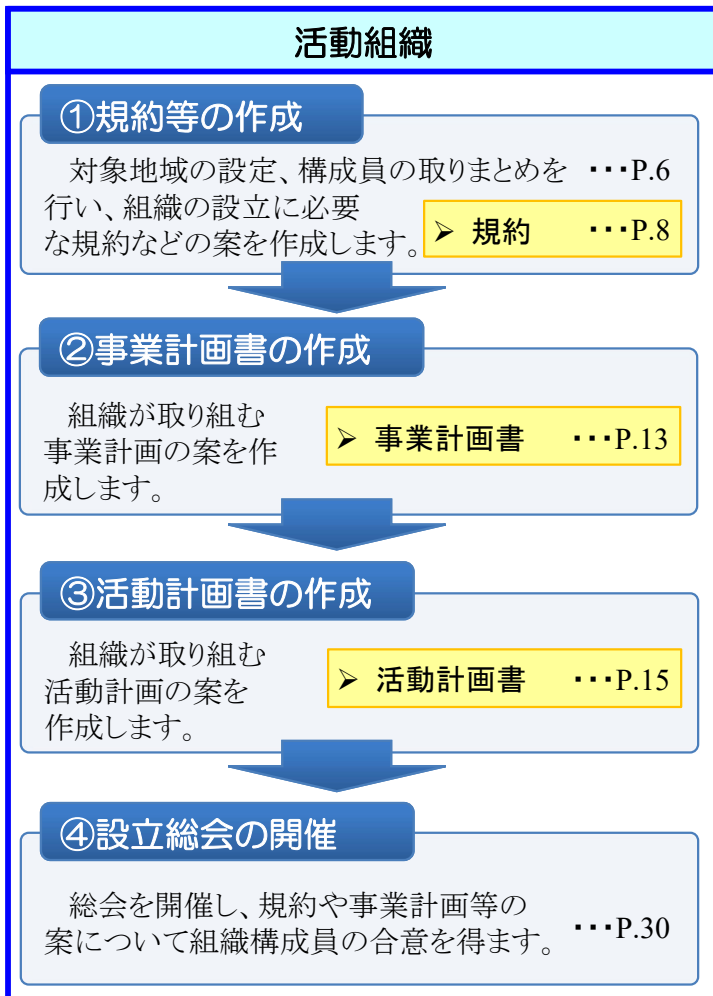 活動組織
①規約等の作成
対象地域の設定、構成員の取りまとめを ・・・P.6
行い、組織の設立に必要
な規約などの案を作成します。
➢ 規約 ・・・P.8
②事業計画書の作成
組織が取り組む
事業計画の案を作
成します。
➢ 事業計画書 ・・・P.13
③活動計画書の作成
組織が取り組む
活動計画の案を
作成します。
➢ 活動計画書 ・・・P.15
④設立総会の開催
総会を開催し、規約や事業計画等の
案について組織構成員の合意を得ます。 ・・・P.30